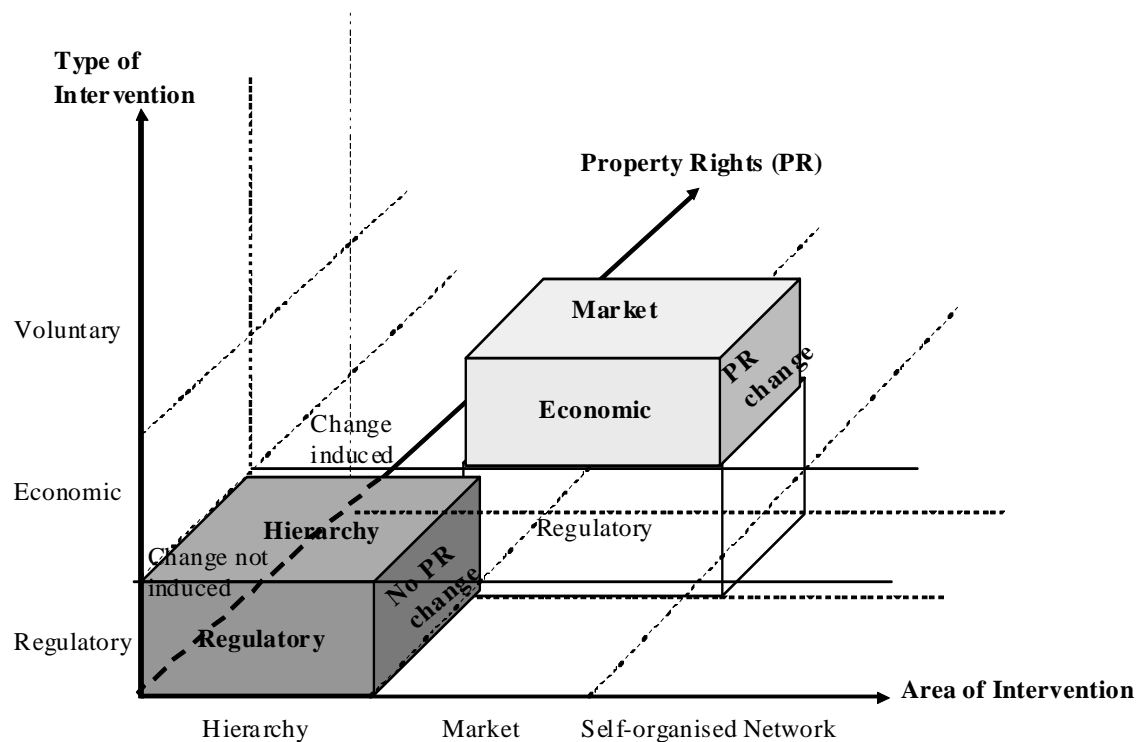 Type of
Intervention
Property Rights (PR)
Market
Voluntary
PR
change
Economic
Change
induced
Economic
Regulatory
Hierarchy
Change not
induced
No PR
change
Regulatory
Regulatory
Area of Intervention
Hierarchy
Market
Self-organised Network